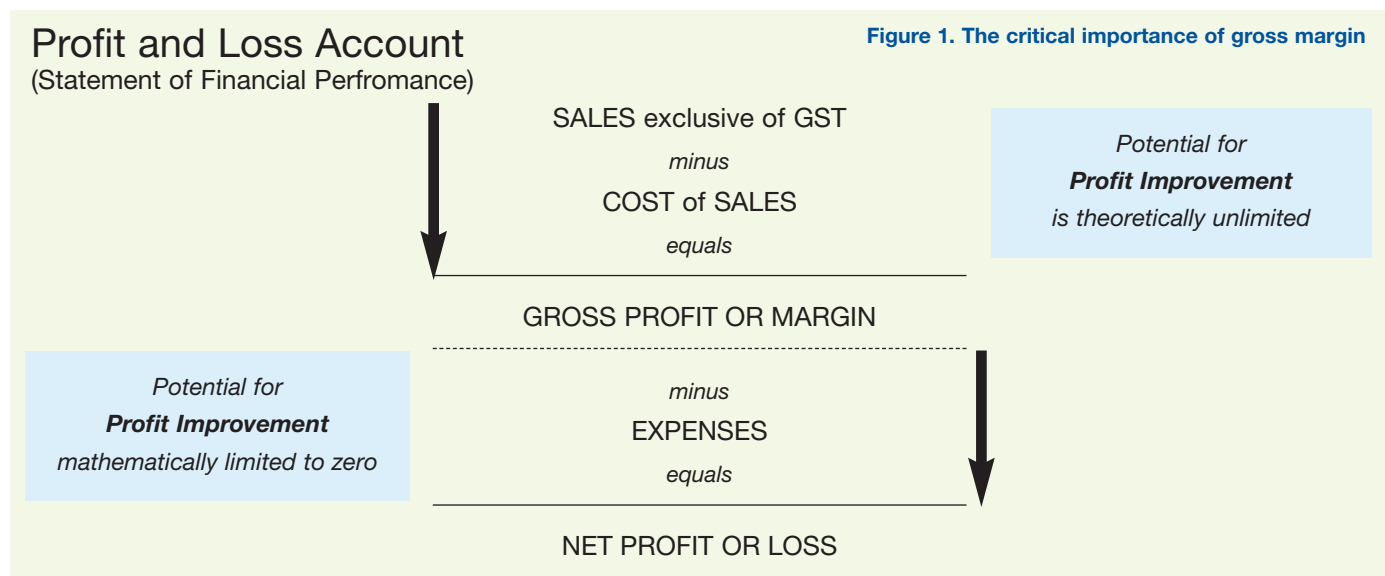 Profit and Loss Account
(Statement of Financial Perfromance)
Figure 1. The critical importance of gross margin
SALES exclusive of GST
minus
COST of SALES
equals
Potential for
Profit Improvement
is theoretically unlimited
GROSS PROFIT OR MARGIN
Potential for
Profit Improvement
mathematically limited to zero
minus
EXPENSES
equals
NET PROFIT OR LOSS